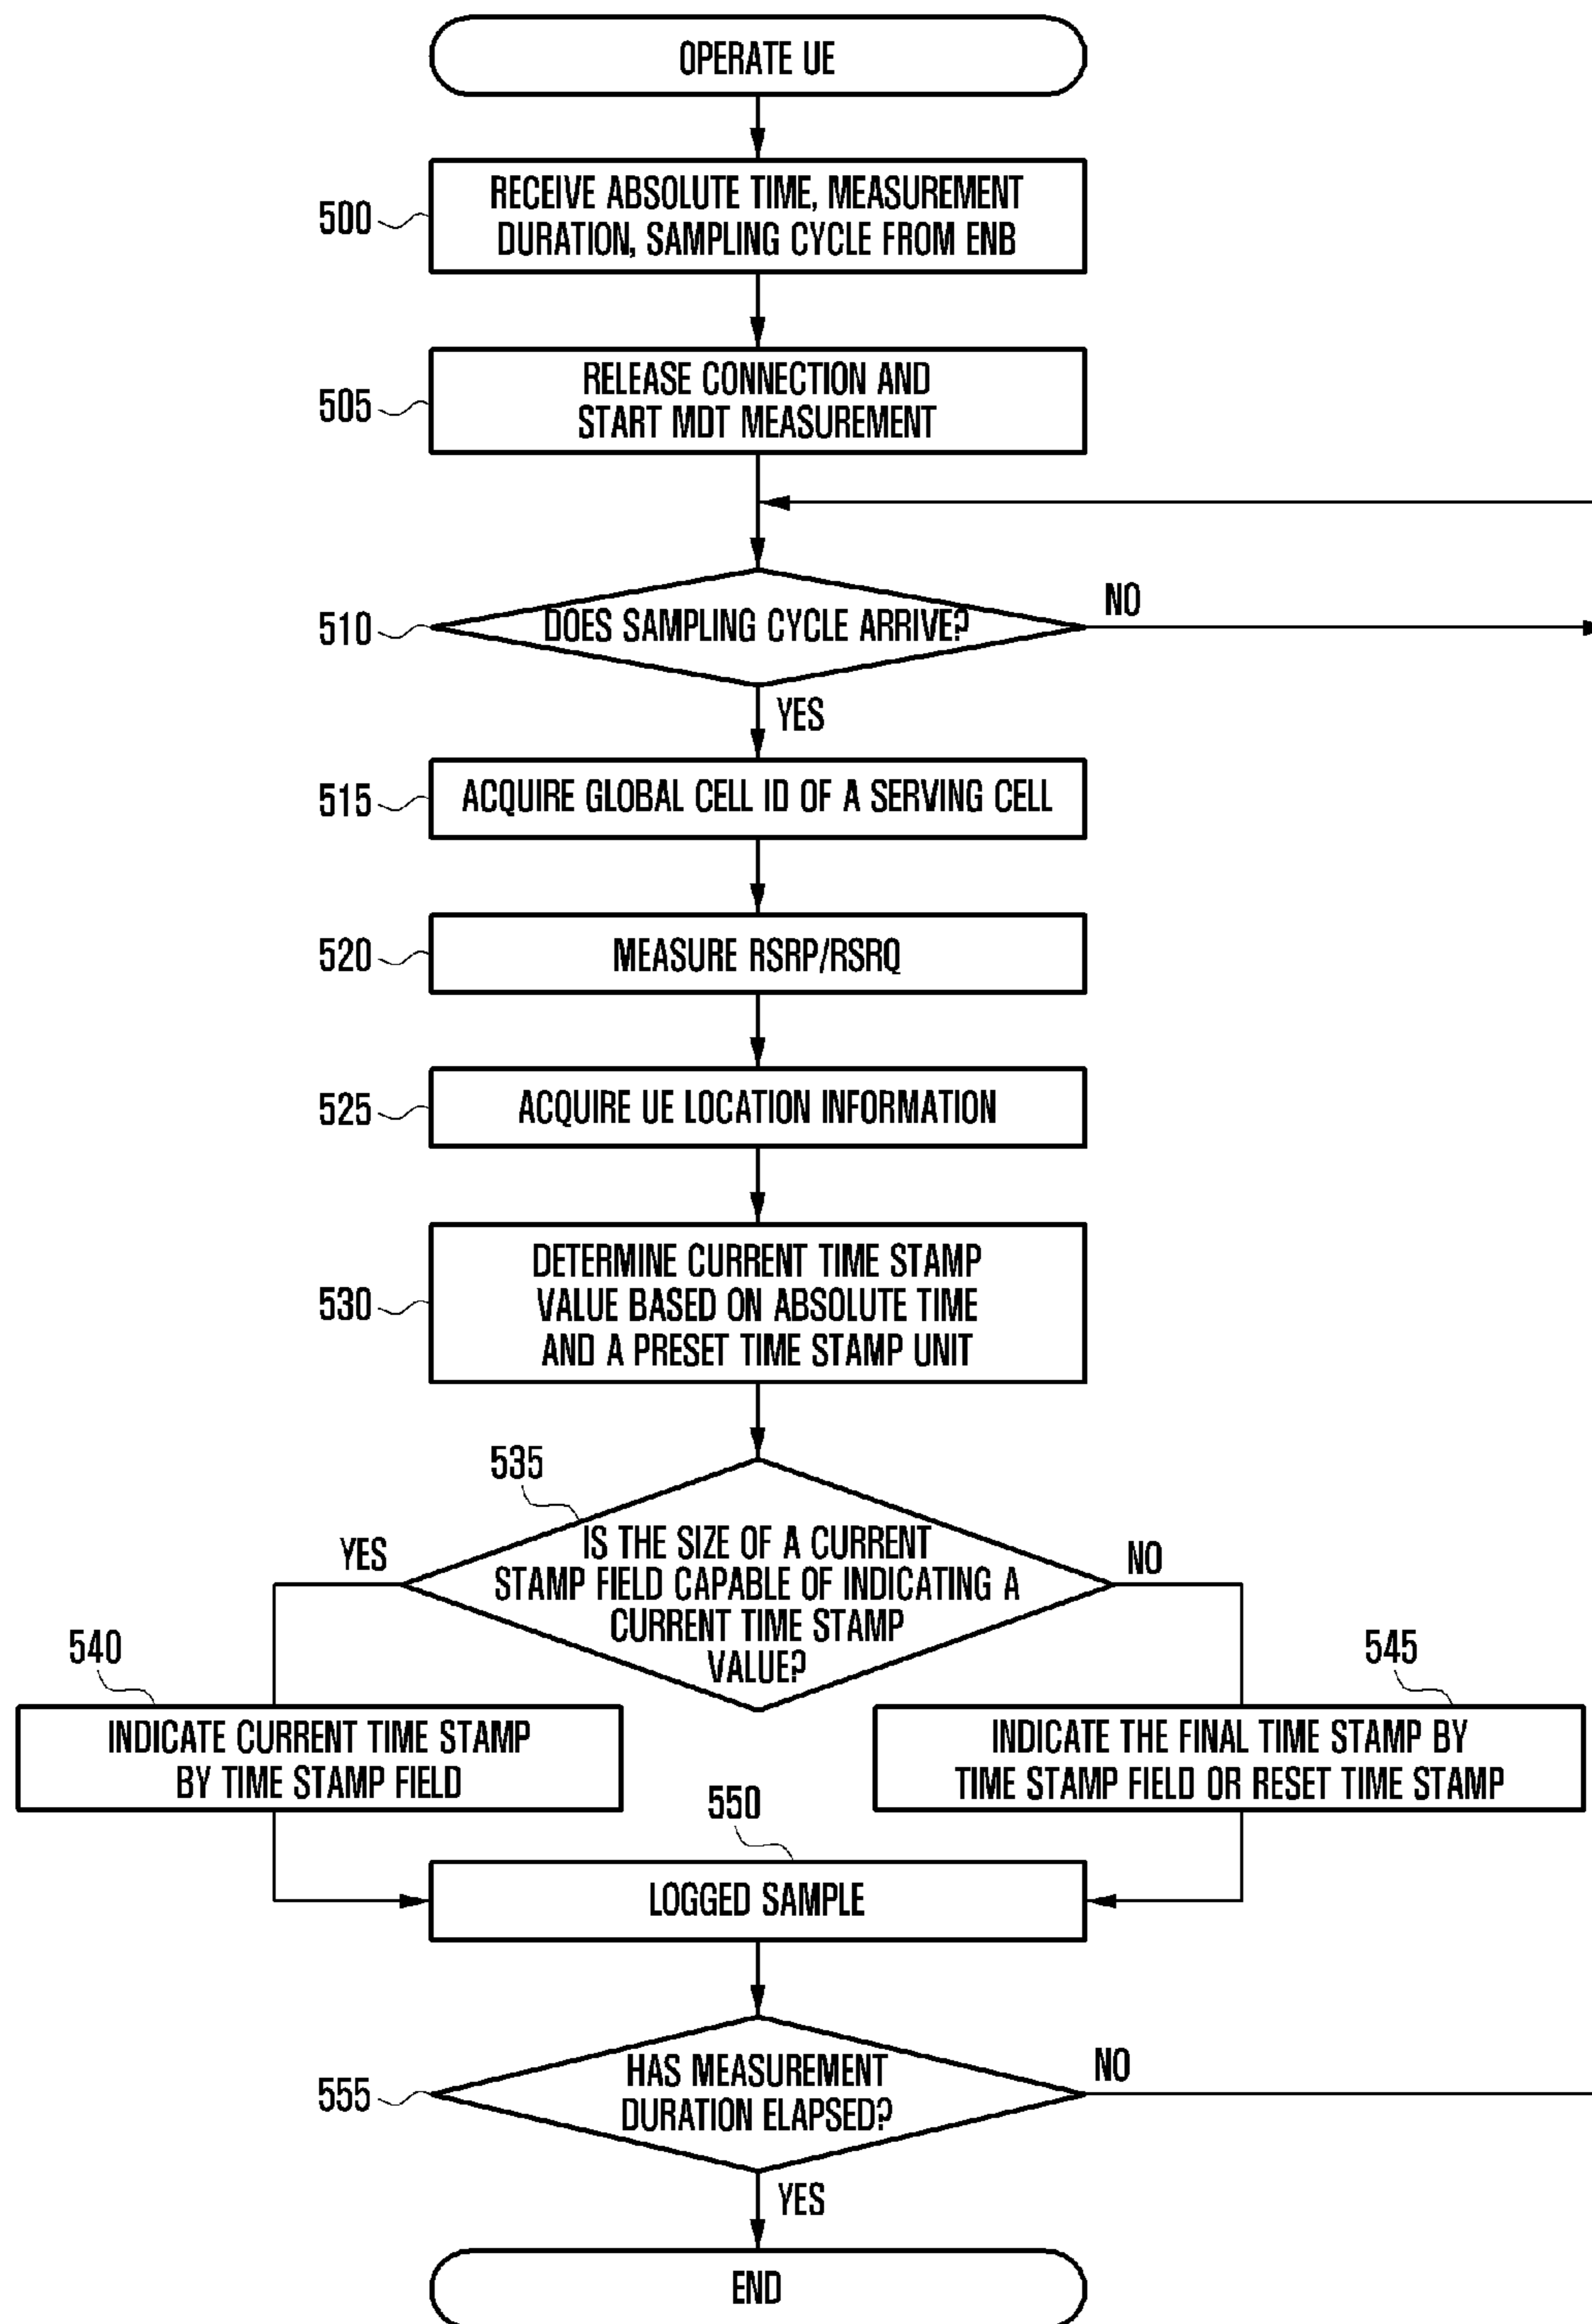 OPERATE UE
500
RECEIVE ABSOLUTE TIME, MEASUREMENT
DURATION, SAMPLING CYCLE FROM ENB
505
RELEASE CONNECTION AND
START MDT MEASUREMENT
510
DOES SAMPLING CYCLE ARRIVE?
NO
YES
515
ACQUIRE GLOBAL CELL ID OF A SERVING CELL
520
MEASURE RSRP/RSRQ
525
ACQUIRE UE LOCATION INFORMATION
530
DETERMINE CURRENT TIME STAMP
VALUE BASED ON ABSOLUTE TIME
AND A PRESET TIME STAMP UNIT
535
YES
IS THE SIZE OF A CURRENT
STAMP FIELD CAPABLE OF INDICATING A
CURRENT TIME STAMP
VALUE?
NO
540
INDICATE CURRENT TIME STAMP
BY TIME STAMP FIELD
545
INDICATE THE FINAL TIME STAMP BY
TIME STAMP FIELD OR RESET TIME STAMP
550
LOGGED SAMPLE
555
HAS MEASUREMENT
DURATION ELAPSED?
NO
YES
END